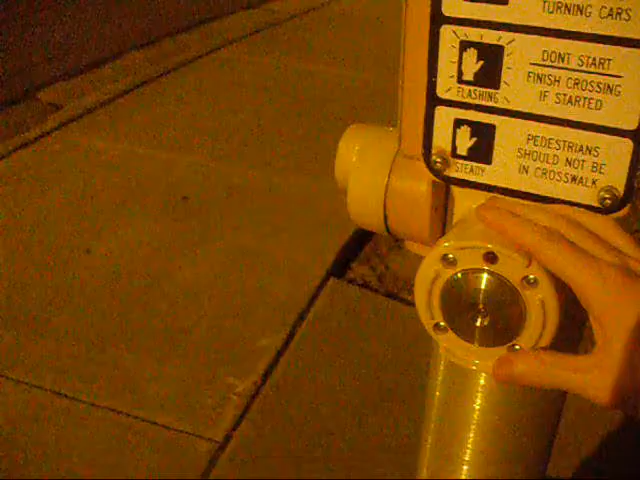 TURNING CARS
FLASHING
DONT START
FINISH CROSSING
IF STARTED
STEADY
PEDESTRIANS
SHOULD NOT BE
IN CROSSWALK